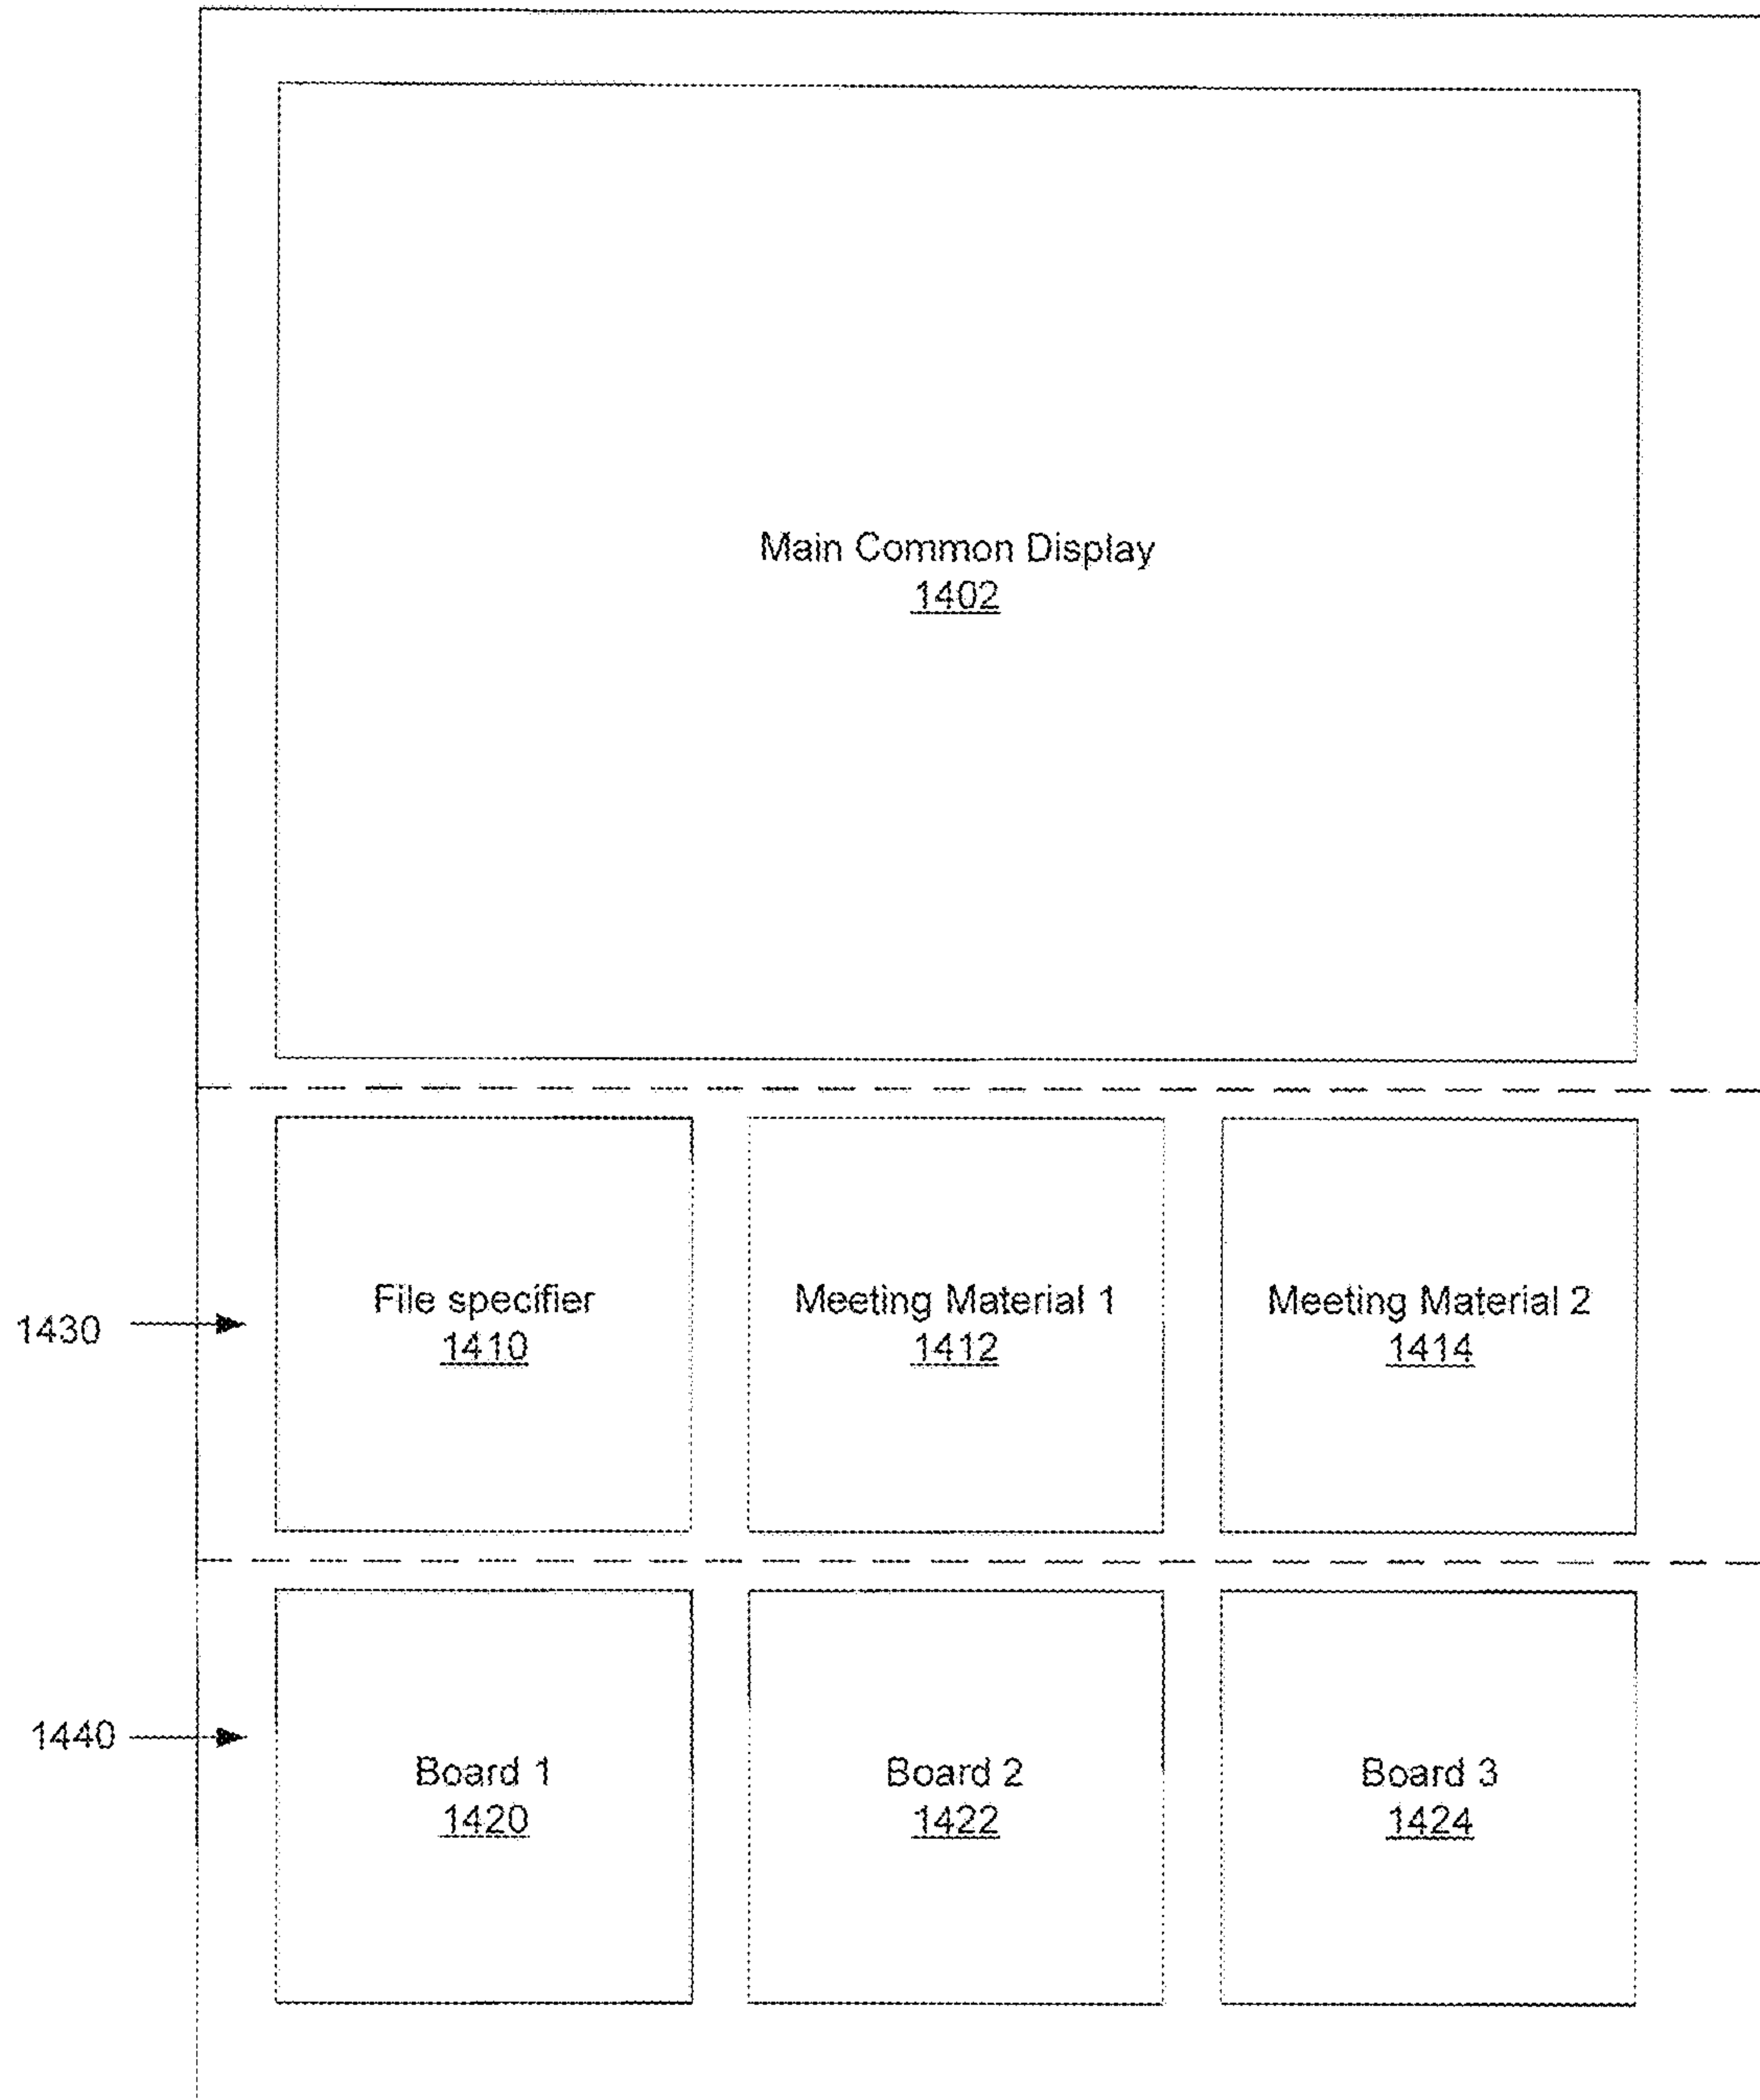 Main Common Display
1402
File specifier
1410
Meeting Material 1
1412
Meeting Material 2
1414
1430
Board 1
1420
Board 2
1422
Board 3
1424
1440